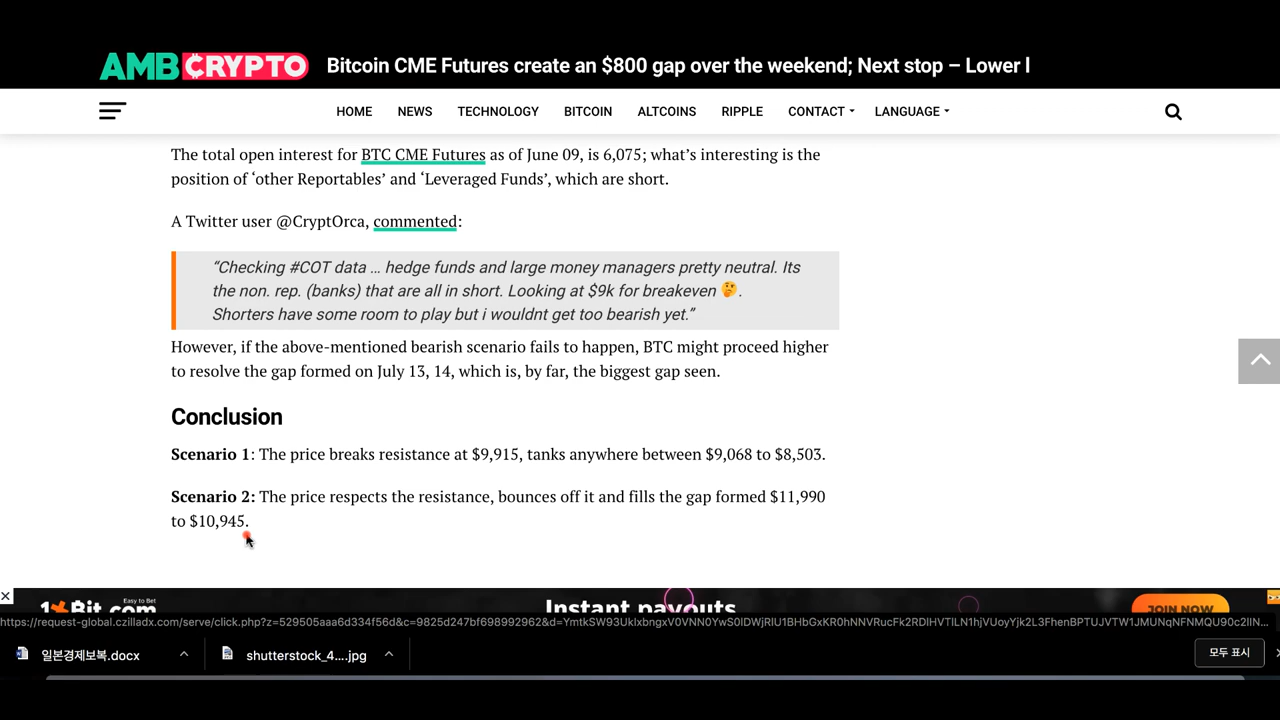 AMBCRYPTO
Bitcoin CME Futures create an $800 gap over the weekend; Next stop – Lower l
HOME NEWS TECHNOLOGY BITCOIN ALTCOINS RIPPLE CONTACT LANGUAGE
The total open interest for BTC CME Futures as of June 09, is 6,075; what’s interesting is the
position of ‘other Reportables’ and ‘Leveraged Funds’, which are short.
A Twitter user @CryptOrca, commented:
“Checking #COT data … hedge funds and large money managers pretty neutral. Its
the non. rep. (banks) that are all in short. Looking at $9k for breakeven 🤔 .
Shorters have some room to play but i wouldnt get too bearish yet.”
However, if the above-mentioned bearish scenario fails to happen, BTC might proceed higher
to resolve the gap formed on July 13, 14, which is, by far, the biggest gap seen.
Conclusion
Scenario 1: The price breaks resistance at $9,915, tanks anywhere between $9,068 to $8,503.
Scenario 2: The price respects the resistance, bounces off it and fills the gap formed $11,990
to $10,945.
Easy to Bet
1xBit.com
Instant payouts
JOIN NOW
일본경제보복.docx
shutterstock_4....jpg
모두 표시